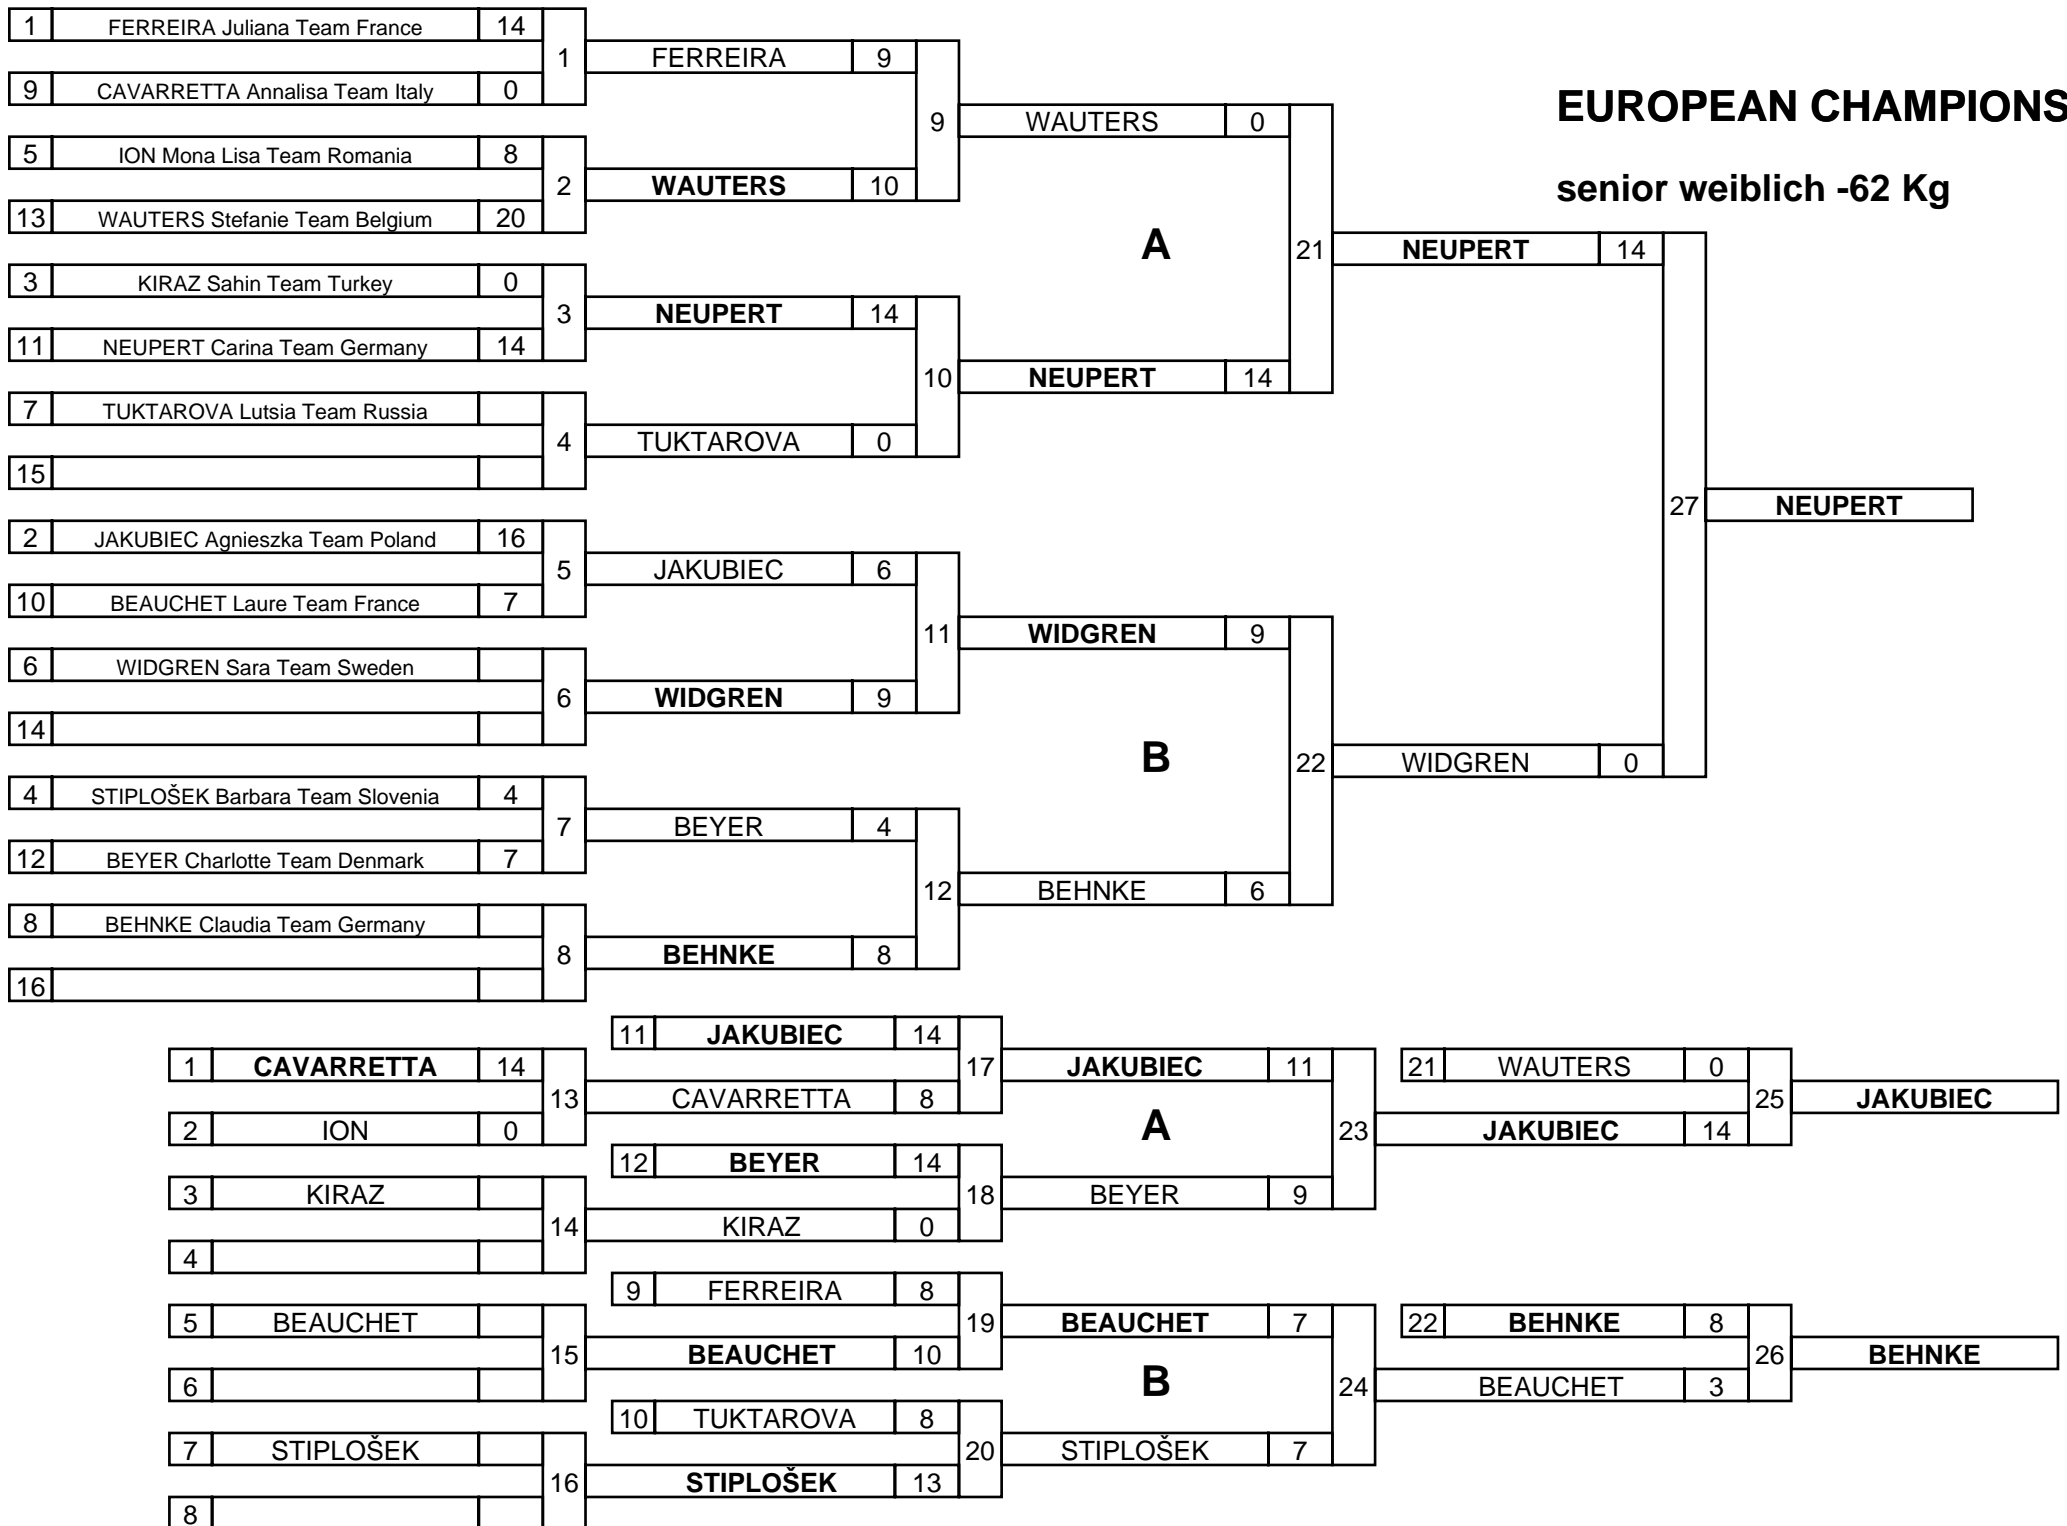 EUROPEAN CHAMPIONS
senior weiblich -62 Kg
1 FERREIRA Juliana Team France 14
1 FERREIRA 9
9 CAVARRETTA Annalisa Team Italy 0
9 WAUTERS 0
5 ION Mona Lisa Team Romania 8
2 WAUTERS 10
13 WAUTERS Stefanie Team Belgium 20
A 21 NEUPERT 14
3 KIRAZ Sahin Team Turkey 0
3 NEUPERT 14
11 NEUPERT Carina Team Germany 14
10 NEUPERT 14
7 TUKTAROVA Lutsia Team Russia
4 TUKTAROVA 0
15
27 NEUPERT
2 JAKUBIEC Agnieszka Team Poland 16
5 JAKUBIEC 6
10 BEAUCHET Laure Team France 7
11 WIDGREN 9
6 WIDGREN Sara Team Sweden
6 WIDGREN 9
14
B 22 WIDGREN 0
4 STIPLOŠEK Barbara Team Slovenia 4
7 BEYER 4
12 BEYER Charlotte Team Denmark 7
12 BEHNKE 6
8 BEHNKE Claudia Team Germany
8 BEHNKE 8
16
11 JAKUBIEC 14
1 CAVARRETTA 14 17 JAKUBIEC 11 21 WAUTERS 0
13 CAVARRETTA 8 25 JAKUBIEC
2 ION 0 A 23 JAKUBIEC 14
12 BEYER 14
3 KIRAZ 18 BEYER 9
14 KIRAZ 0
4
9 FERREIRA 8
5 BEAUCHET 19 BEAUCHET 7 22 BEHNKE 8
15 BEAUCHET 10 26 BEHNKE
6 B 24 BEAUCHET 3
10 TUKTAROVA 8
7 STIPLOŠEK 20 STIPLOŠEK 7
16 STIPLOŠEK 13
8